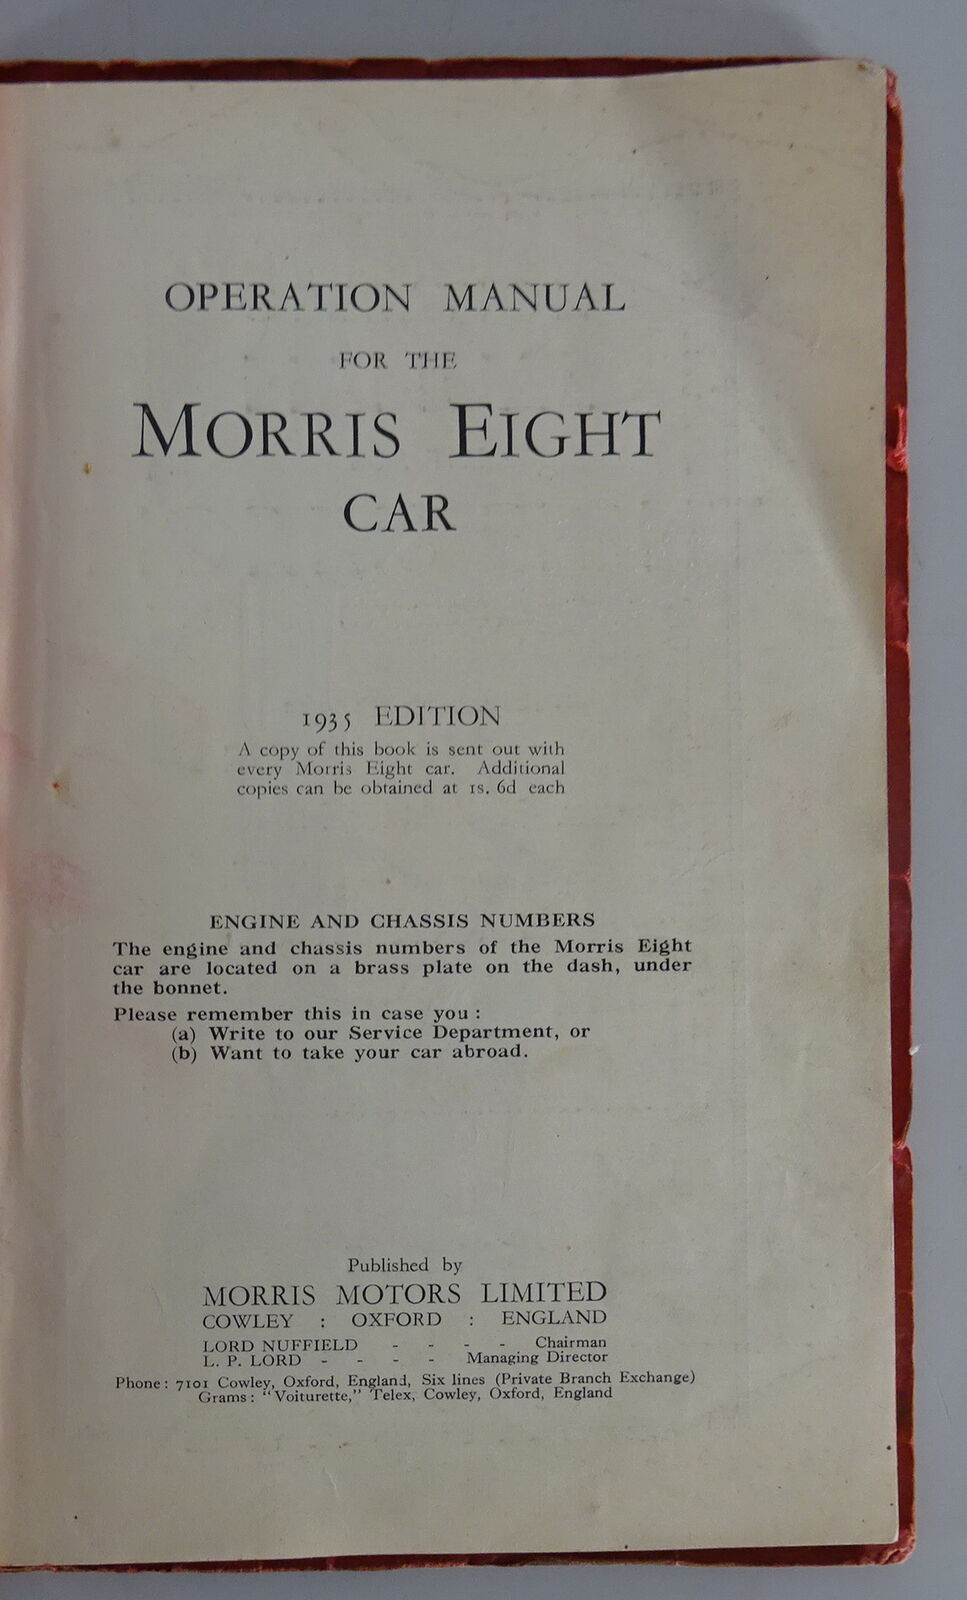 OPERATION MANUAL
FOR THE
MORRIS EIGHT
CAR
1935 EDITION
A copy of this book is sent out with
every Morris Eight car. Additional
copies can be obtained at 1s. 6d each
ENGINE AND CHASSIS NUMBERS
The engine and chassis numbers of the Morris Eight
car are located on a brass plate on the dash, under
the bonnet.
Please remember this in case you :
(a) Write to our Service Department, or
(b) Want to take your car abroad.
Published by
MORRIS MOTORS LIMITED
COWLEY : OXFORD : ENGLAND
LORD NUFFIELD - - - - Chairman
L. P. LORD - - - - Managing Director
Phone : 7101 Cowley, Oxford, England, Six lines (Private Branch Exchange)
Grams : "Voiturette," Telex, Cowley, Oxford, England